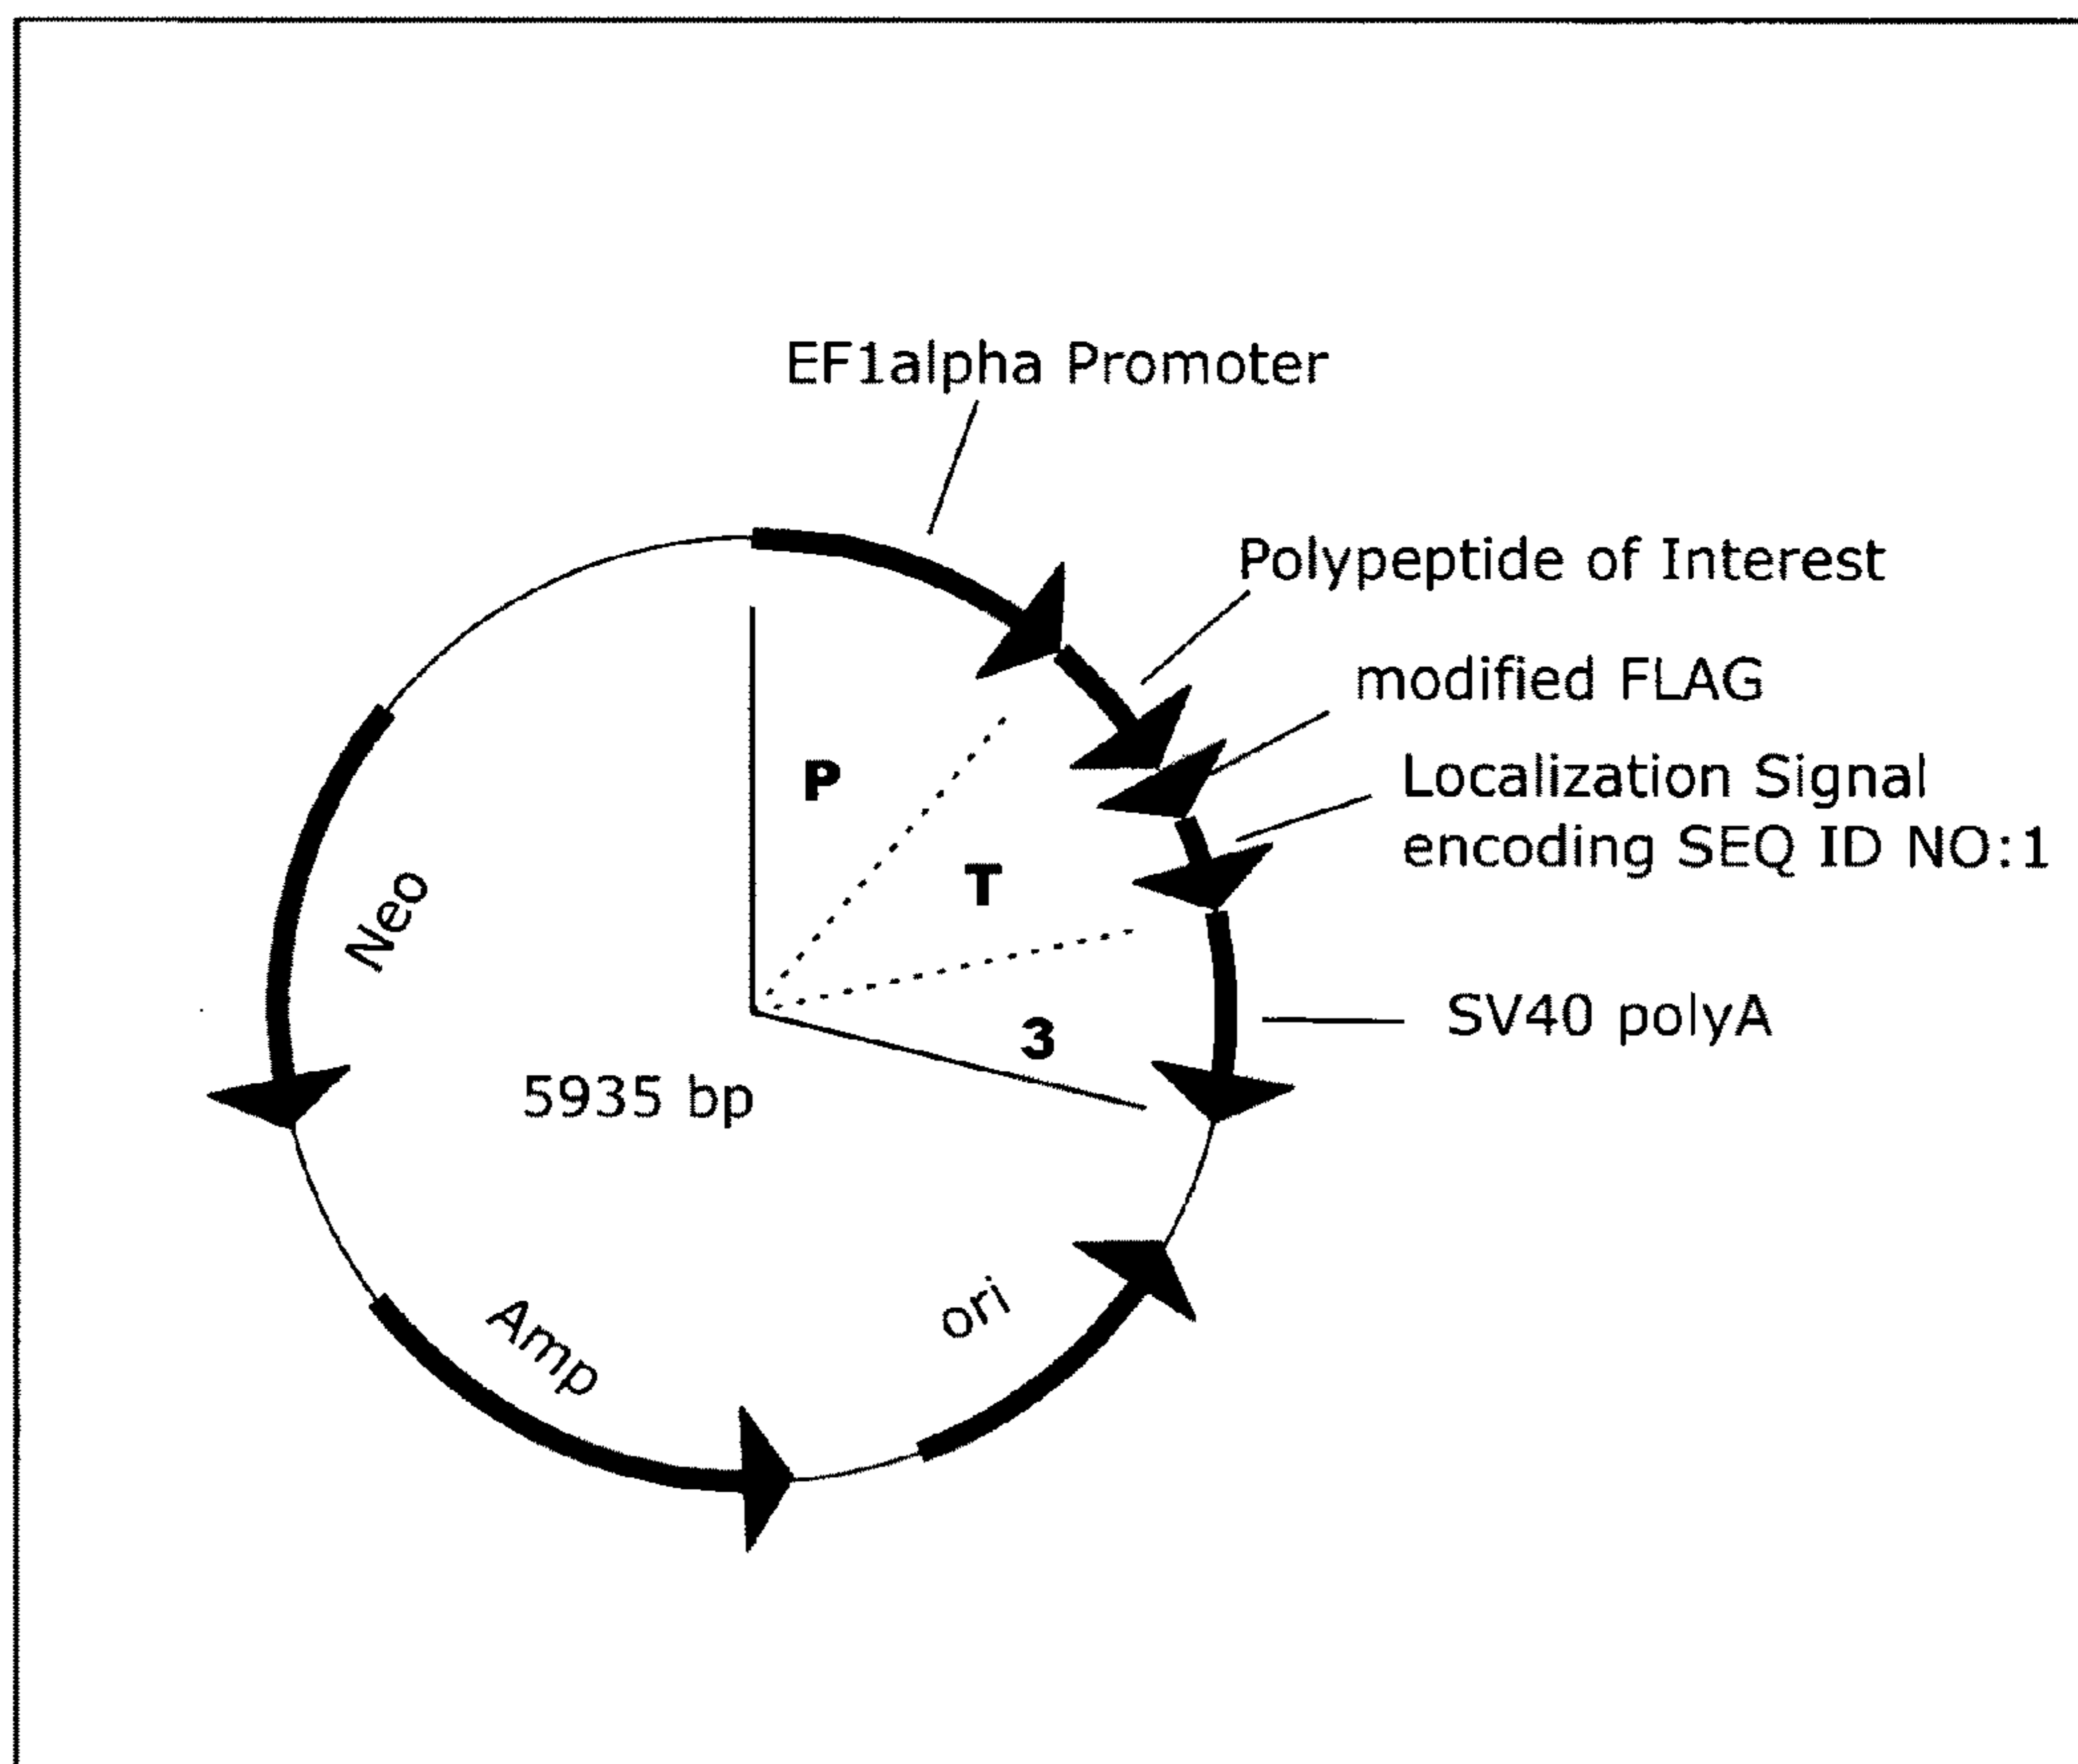 EF1alpha Promoter
Polypeptide of Interest
modified FLAG
Localization Signal
encoding SEQ ID NO:1
P
T
Neo
3
SV40 polyA
5935 bp
Amp
ori